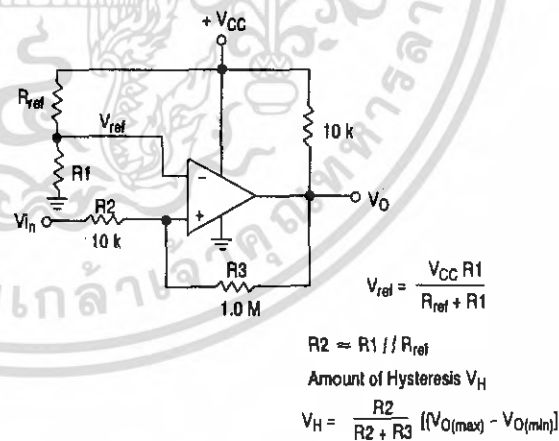 + VCC
Rref
Vref
10 k
R1
R2
Vin
10 k
VO
R3
1.0 M
Vref = VCC R1 / Rref + R1
R2 ≈ R1 // Rref
Amount of Hysteresis VH
VH = R2 / R2 + R3 [(VO(max) - VO(min)]